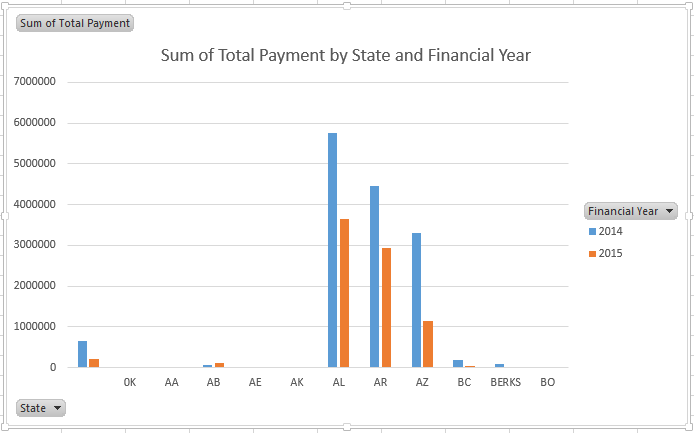 Sum of Total Payment
Sum of Total Payment by State and Financial Year
7000000
6000000
5000000
4000000
3000000
2000000
1000000
0
0K AA AB AE AK AL AR AZ BC BERKS BO
Financial Year
2014
2015
State